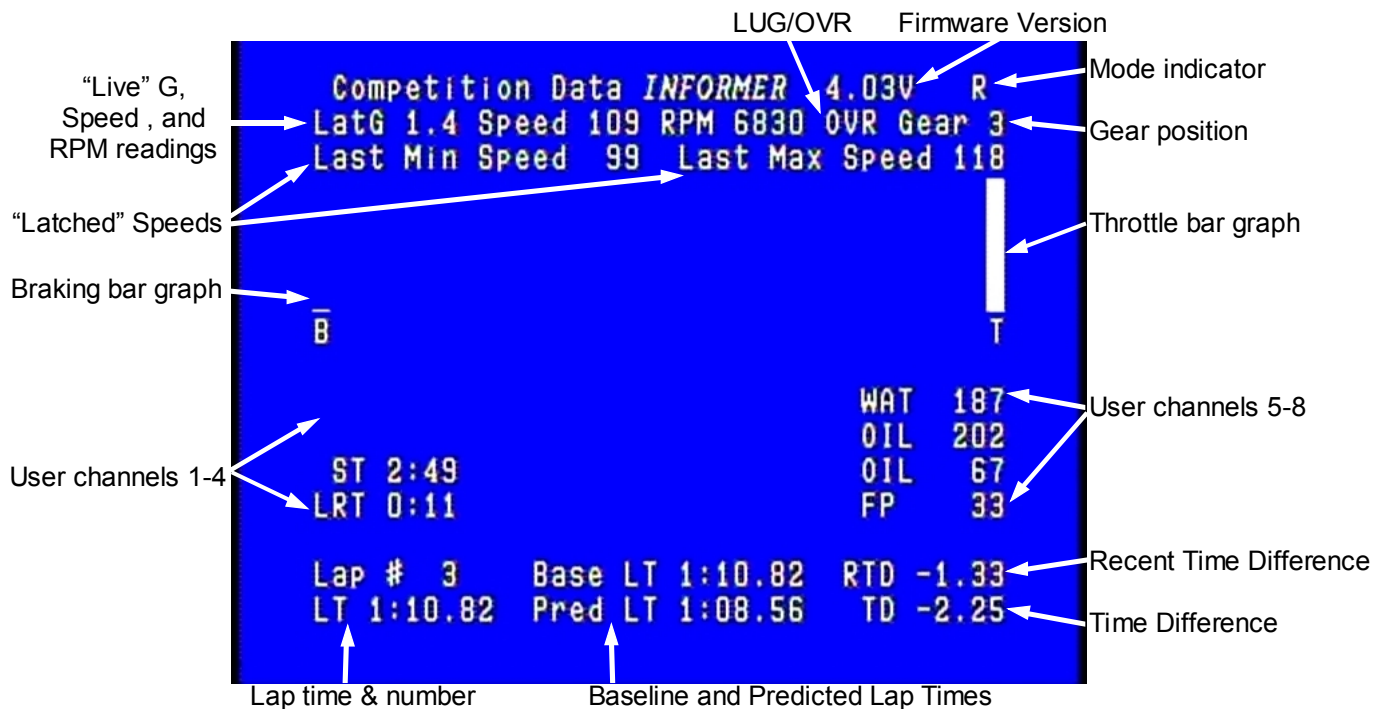 LUG/OVR Firmware Version
“Live” G,
Speed , and
RPM readings
Mode indicator
Gear position
“Latched” Speeds
Throttle bar graph
Braking bar graph
User channels 5-8
User channels 1-4
Recent Time Difference
Time Difference
Lap time & number
Baseline and Predicted Lap Times
Competition Data INFORMER 4.03V R
LatG 1.4 Speed 109 RPM 6830 OVR Gear 3
Last Min Speed 99 Last Max Speed 118
B T
WAT 187
OIL 202
ST 2:49 OIL 67
LRT 0:11 FP 33
Lap # 3 Base LT 1:10.82 RTD -1.33
LT 1:10.82 Pred LT 1:08.56 TD -2.25